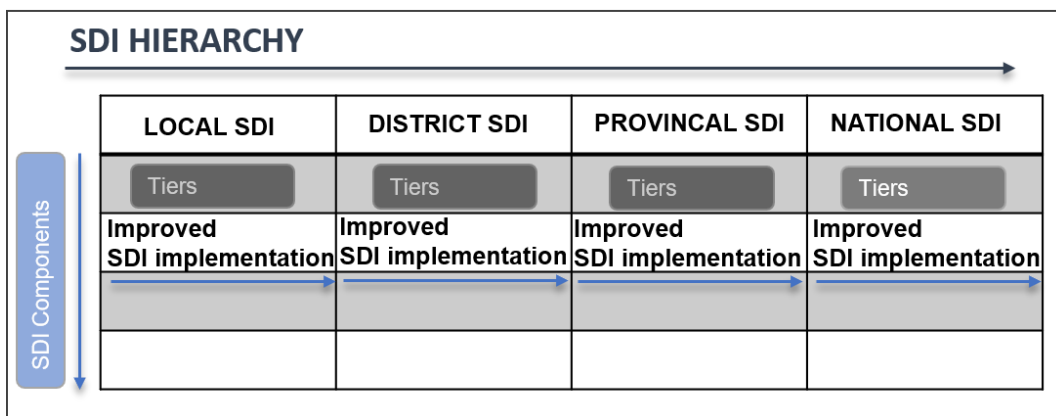 SDI HIERARCHY
LOCAL SDI
DISTRICT SDI
PROVINCAL SDI
NATIONAL SDI
SDI Components
Tiers
Tiers
Tiers
Tiers
Improved
SDI implementation
Improved
SDI implementation
Improved
SDI implementation
Improved
SDI implementation